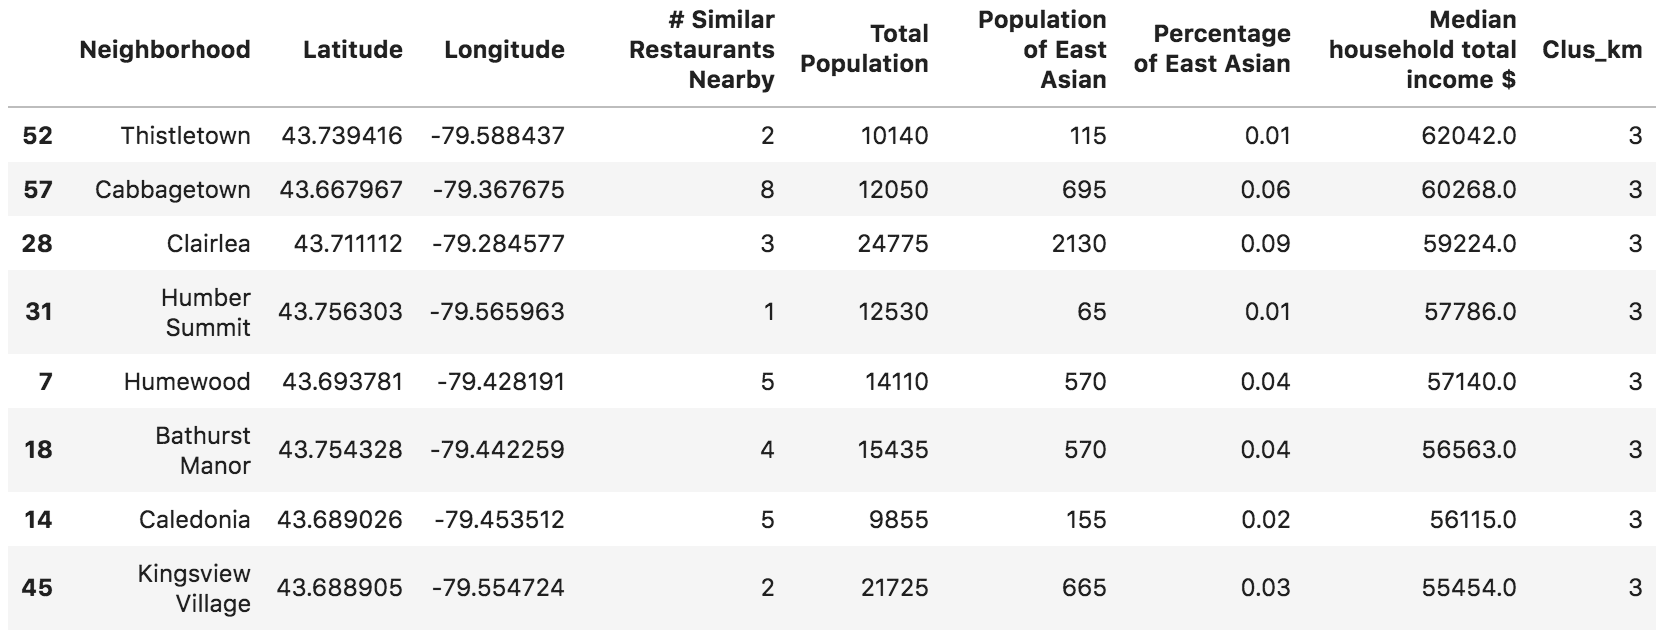 Neighborhood Latitude Longitude # Similar Restaurants Nearby Total Population Population of East Asian Percentage of East Asian Median household total income $ Clus_km
52 Thistletown 43.739416 -79.588437 2 10140 115 0.01 62042.0 3
57 Cabbagetown 43.667967 -79.367675 8 12050 695 0.06 60268.0 3
28 Clairlea 43.711112 -79.284577 3 24775 2130 0.09 59224.0 3
31 Humber Summit 43.756303 -79.565963 1 12530 65 0.01 57786.0 3
7 Humewood 43.693781 -79.428191 5 14110 570 0.04 57140.0 3
18 Bathurst Manor 43.754328 -79.442259 4 15435 570 0.04 56563.0 3
14 Caledonia 43.689026 -79.453512 5 9855 155 0.02 56115.0 3
45 Kingsview Village 43.688905 -79.554724 2 21725 665 0.03 55454.0 3